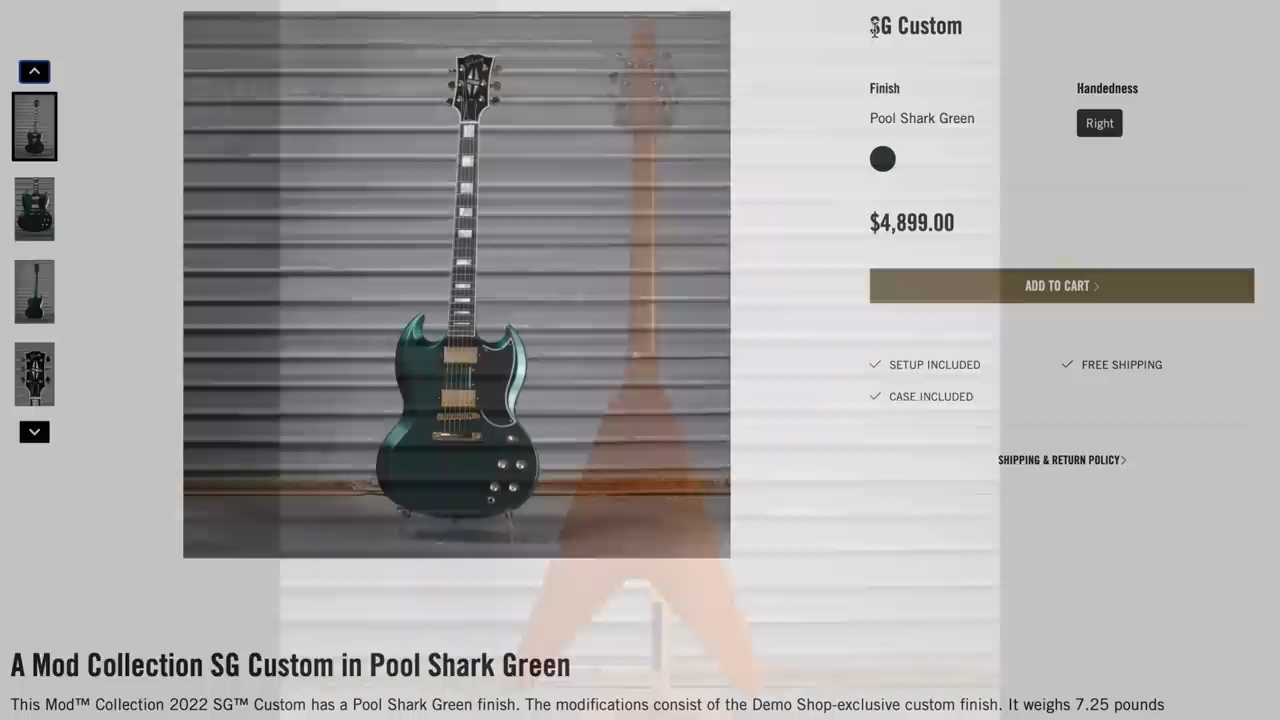 SG Custom
Finish
Handedness
Pool Shark Green
Right
$4,899.00
ADD TO CART
SETUP INCLUDED
FREE SHIPPING
CASE INCLUDED
SHIPPING & RETURN POLICY
A Mod Collection SG Custom in Pool Shark Green
This Mod™ Collection 2022 SG™ Custom has a Pool Shark Green finish. The modifications consist of the Demo Shop-exclusive custom finish. It weighs 7.25 pounds